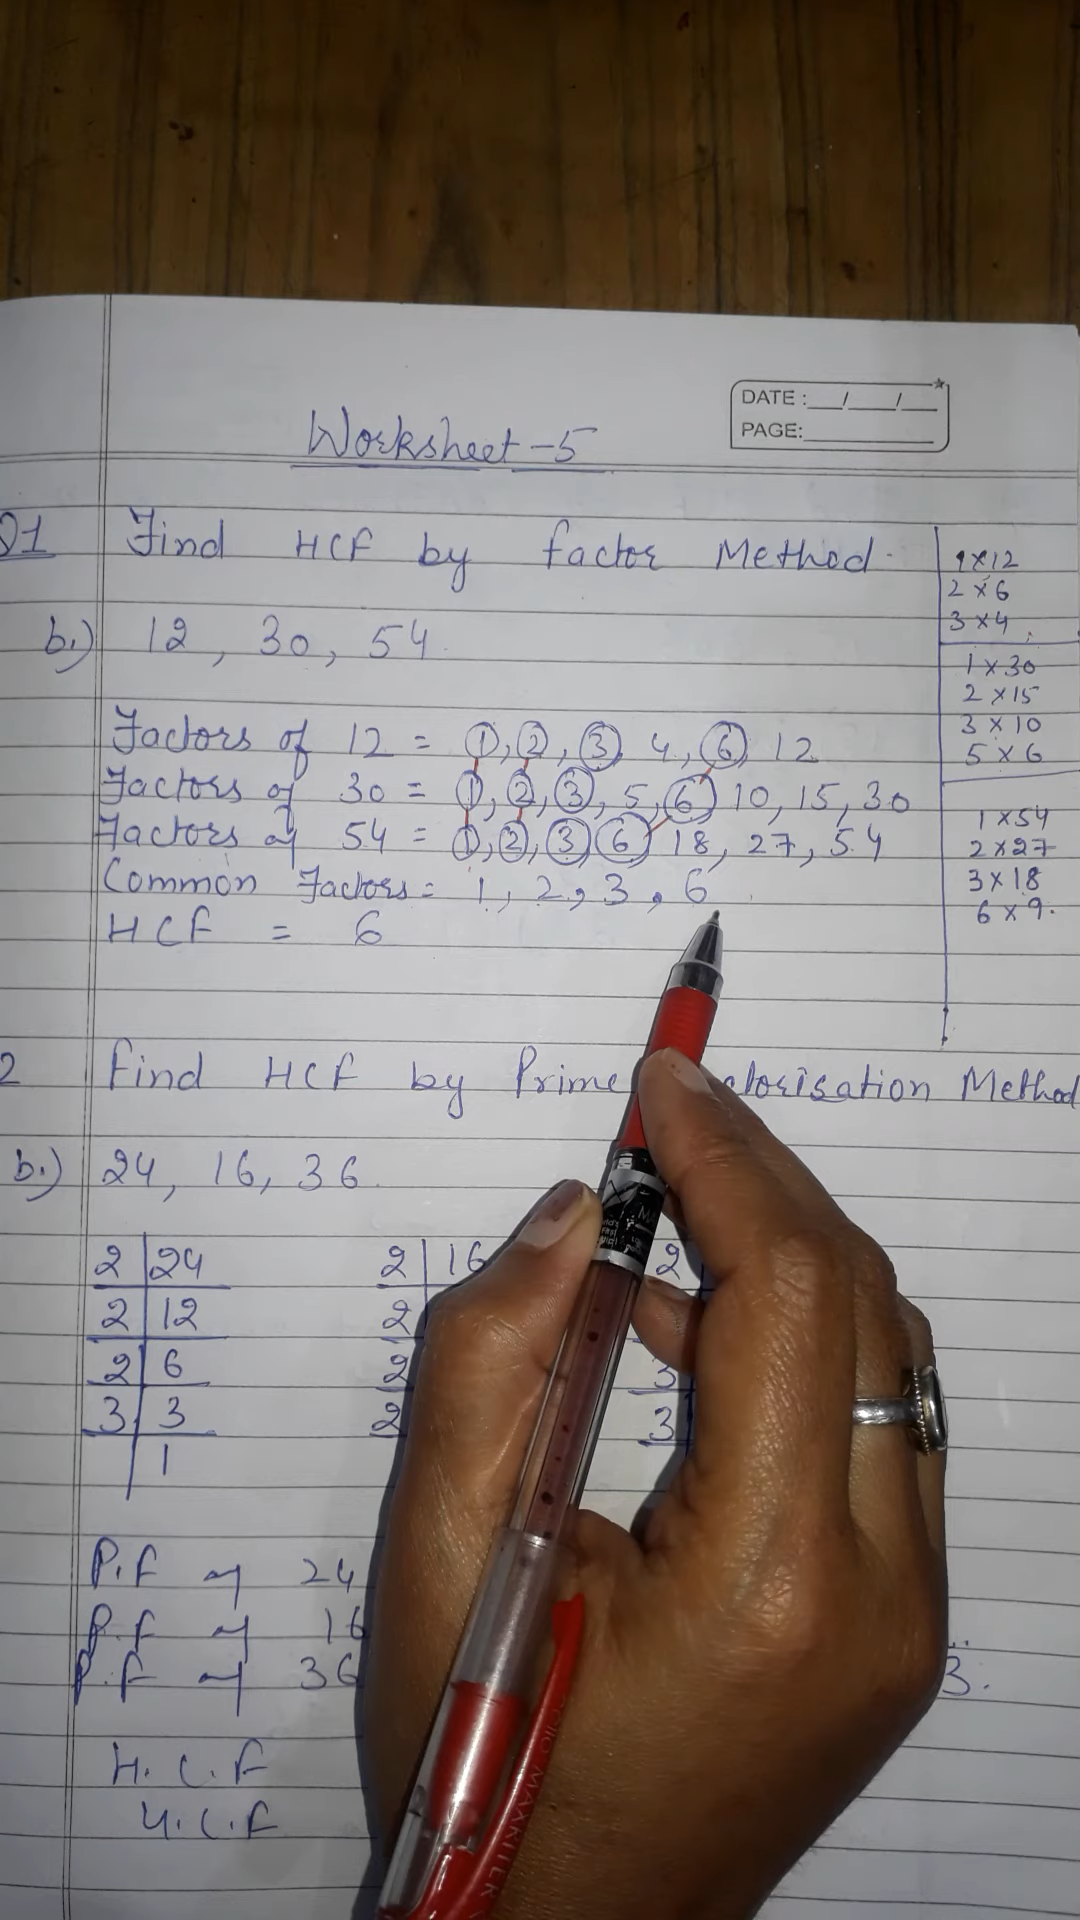 DATE : __/__/__
PAGE:
Worksheet-5
Q1 Find HCF by factor Method.
b.) 12, 30, 54.
Factors of 12 = 1, 2, 3, 4, 6, 12
Factors of 30 = 1, 2, 3, 5, 6, 10, 15, 30
Factors of 54 = 1, 2, 3, 6, 18, 27, 54
Common Factors = 1, 2, 3, 6
HCF = 6
1 x 12
2 x 6
3 x 4
1 x 30
2 x 15
3 x 10
5 x 6
1 x 54
2 x 27
3 x 18
6 x 9.
2 Find HCF by Prime Method
b.) 24, 16, 36.
2 24 2 16 2
2 12 2
2 6 2 3
3 3 2 3
1
P.F of 24
P.F of 16
P.F of 36 3.
H.C.F
H.C.F
MAXRITER